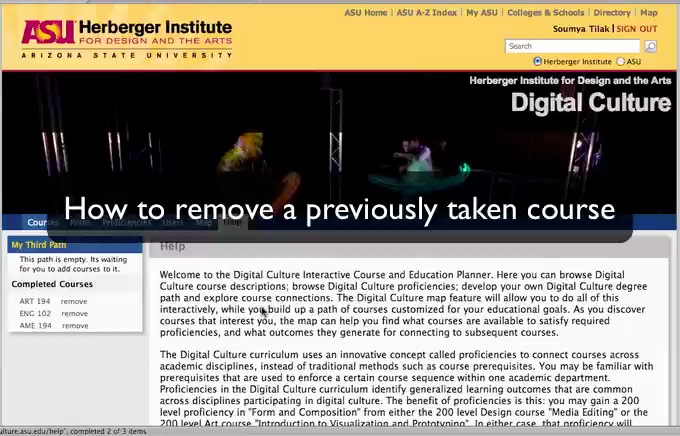 ASU Home | ASU A-Z Index | My ASU | Colleges & Schools | Directory | Map
Soumya Tilak | SIGN OUT
ASU Herberger Institute
FOR DESIGN AND THE ARTS
ARIZONA STATE UNIVERSITY
Search
Herberger Institute ASU
Herberger Institute for Design and the Arts
Digital Culture
How to remove a previously taken course
My Third Path
This path is empty. Its waiting
for you to add courses to it.
Completed Courses
ART 194 remove
ENG 102 remove
AME 194 remove
Help
Welcome to the Digital Culture Interactive Course and Education Planner. Here you can browse Digital
Culture course descriptions; browse Digital Culture proficiencies; develop your own Digital Culture degree
path and explore course connections. The Digital Culture map feature will allow you to do all of this
interactively, while you build up a path of courses customized for your educational goals. As you discover
courses that interest you, the map can help you find what courses are available to satisfy required
proficiencies, and what outcomes they generate for connecting to subsequent courses.
The Digital Culture curriculum uses an innovative concept called proficiencies to connect courses across
academic disciplines, instead of traditional methods such as course prerequisites. You may be familiar with
prerequisites that are used to enforce a certain course sequence within one academic department.
Proficiencies in the Digital Culture curriculum identify generalized learning outcomes that are common
across disciplines participating in digital culture. The benefit of proficiencies is this: you may gain a 200
level proficiency in "Form and Composition" from either the 200 level Design course "Media Editing" or the
200 level Art course "Introduction to Visualization and Prototyping". In either case, that proficiency will
ulture.asu.edu/help", completed 2 of 3 items